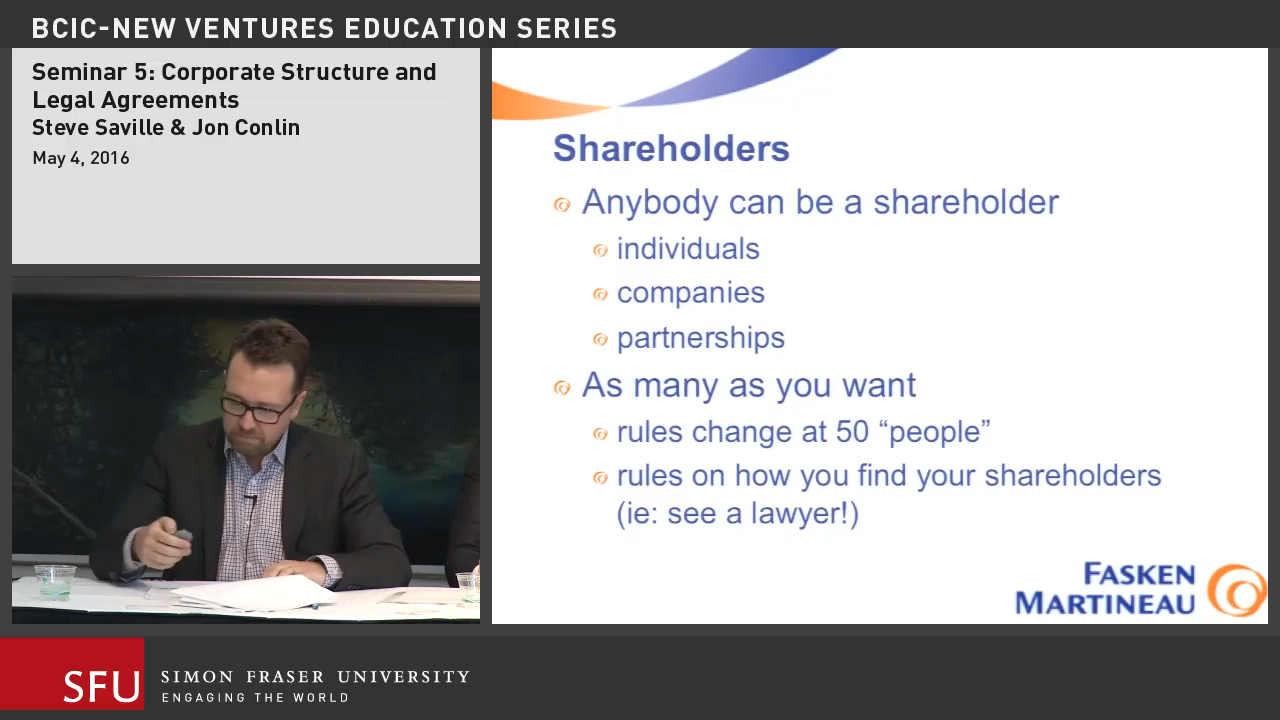 BCIC-NEW VENTURES EDUCATION SERIES
Seminar 5: Corporate Structure and
Legal Agreements
Steve Saville & Jon Conlin
May 4, 2016
Shareholders
Anybody can be a shareholder
individuals
companies
partnerships
As many as you want
rules change at 50 “people”
rules on how you find your shareholders
(ie: see a lawyer!)
FASKEN
MARTINEAU
SFU
SIMON FRASER UNIVERSITY
ENGAGING THE WORLD